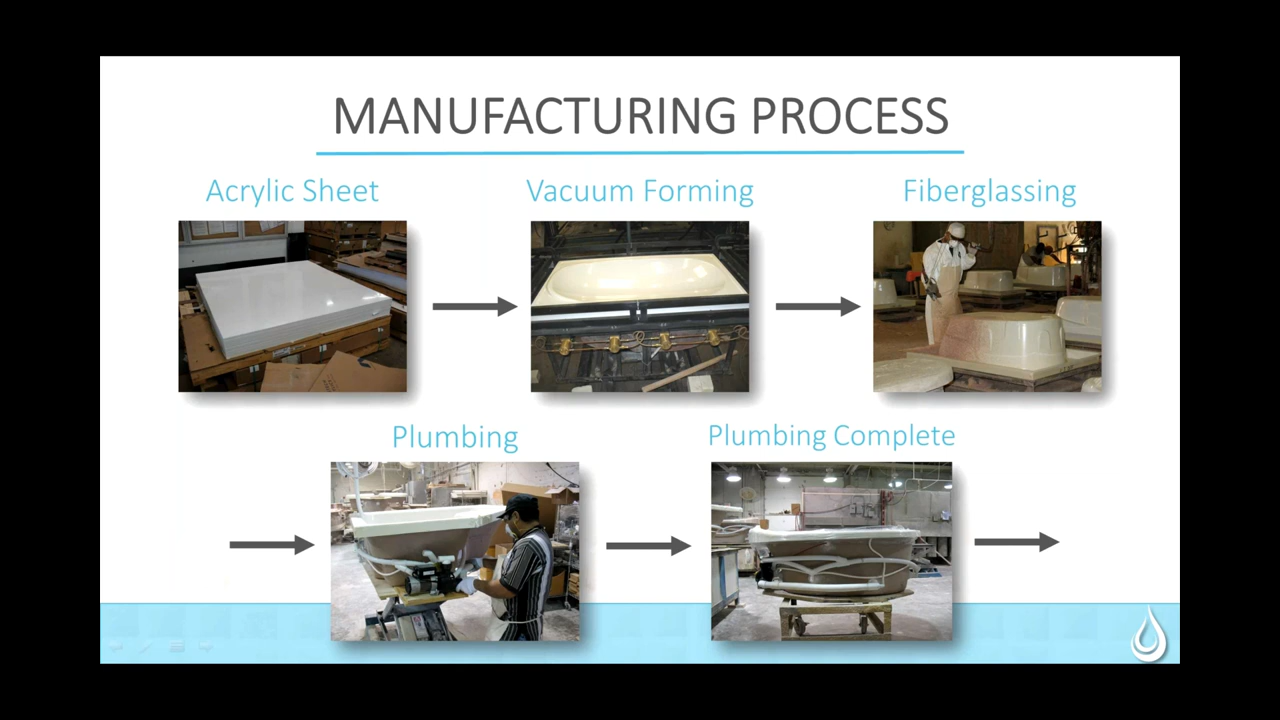 MANUFACTURING PROCESS
Acrylic Sheet
Vacuum Forming
Fiberglassing
Plumbing
Plumbing Complete